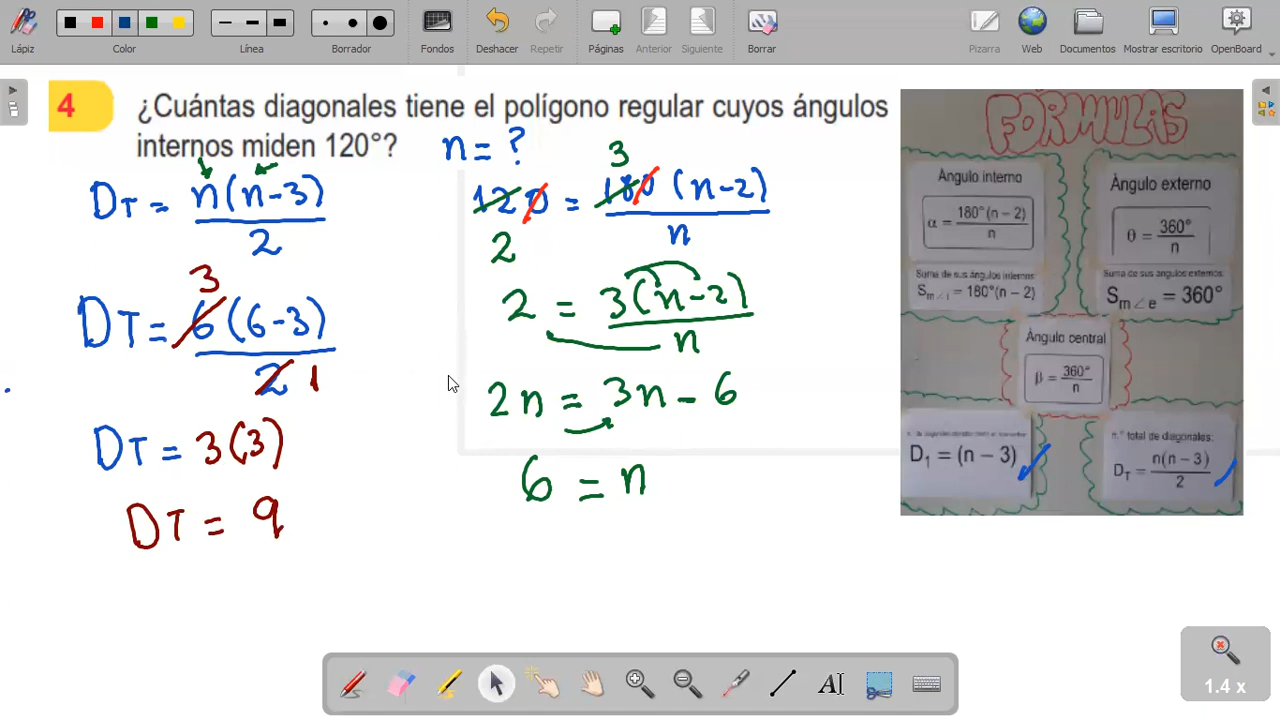 Lápiz
Color
Línea
Borrador
Fondos
Deshacer
Repetir
Páginas
Anterior
Siguiente
Borrar
Pizarra
Web
Documentos
Mostrar escritorio
OpenBoard
4
¿Cuántas diagonales tiene el polígono regular cuyos ángulos
internos miden 120°?
n = ?
DT = n(n-3)
2
3
DT = 6(6-3)
2 1
DT = 3(3)
DT = 9
3
120 = 180 (n-2)
2 n
2 = 3(n-2)
n
2n = 3n - 6
6 = n
FORMULAS
Ángulo interno
α = 180°(n − 2)
n
Suma de sus ángulos internos:
Sm∠i = 180°(n - 2)
Ángulo externo
θ = 360°
n
Suma de sus ángulos externos:
Sm∠e = 360°
Ángulo central
β = 360°
n
D1 = (n − 3)
n.° total de diagonales:
DT = n(n − 3)
2
AI
1.4 x